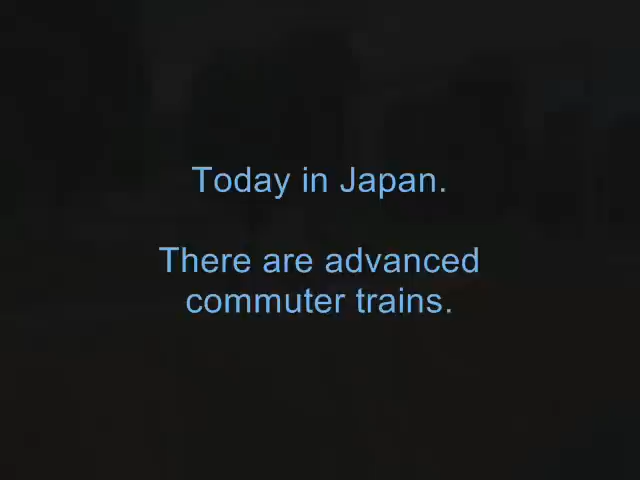 Today in Japan.
There are advanced
commuter trains.